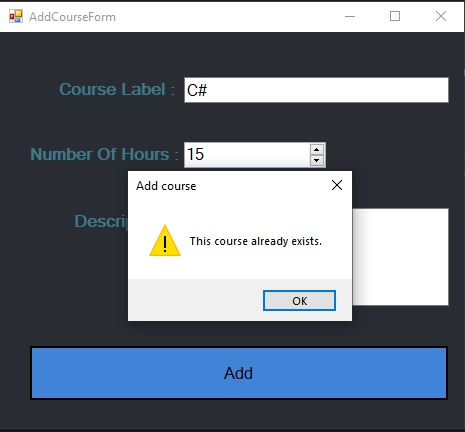 AddCourseForm
Course Label : C#
Number Of Hours : 15
Add course
This course already exists.
OK
Add